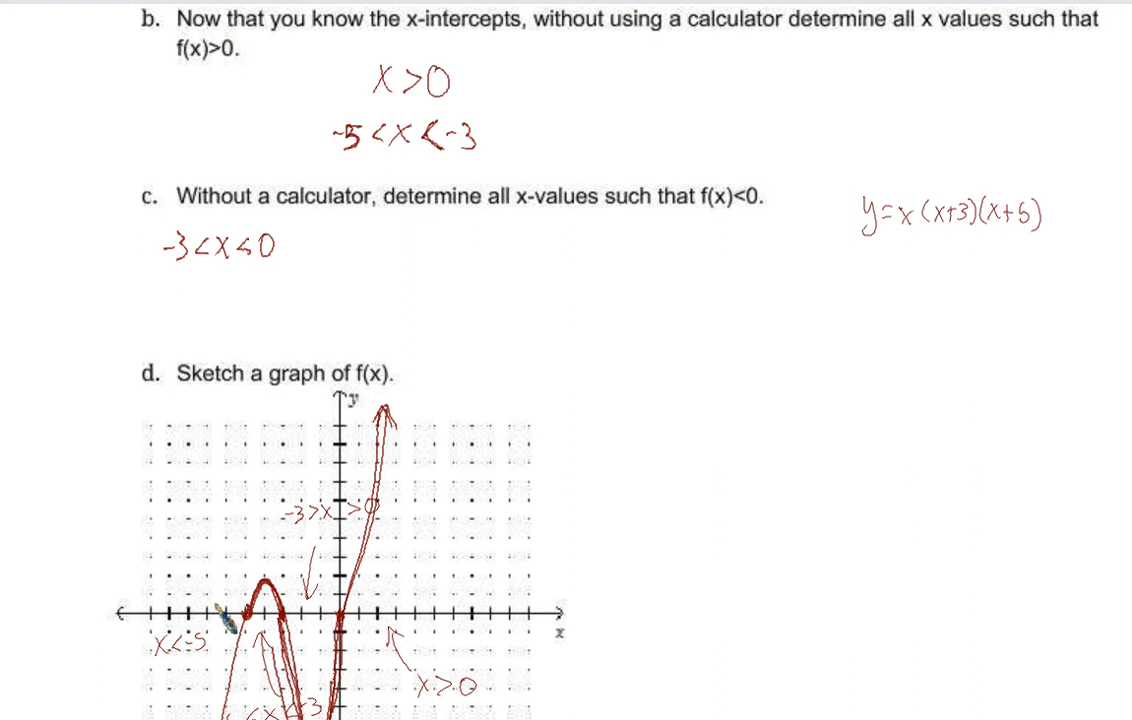 b. Now that you know the x-intercepts, without using a calculator determine all x values such that
f(x)>0.
x>0
-5<x<-3
c. Without a calculator, determine all x-values such that f(x)<0.
y=x(x+3)(x+5)
-3<x<0
d. Sketch a graph of f(x).
y
-3>x>0
x
x<-5
x>0
<x<-3